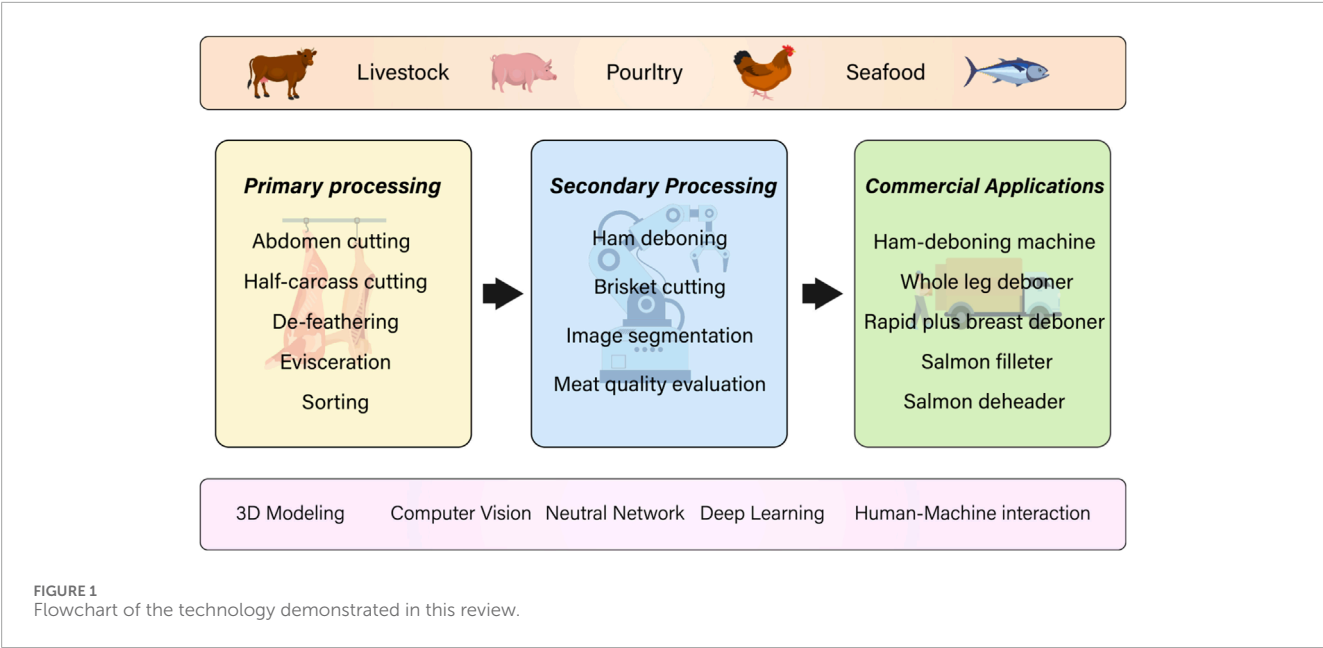 Livestock Pourltry Seafood
Primary processing
Abdomen cutting
Half-carcass cutting
De-feathering
Evisceration
Sorting
Secondary Processing
Ham deboning
Brisket cutting
Image segmentation
Meat quality evaluation
Commercial Applications
Ham-deboning machine
Whole leg deboner
Rapid plus breast deboner
Salmon filleter
Salmon deheader
3D Modeling Computer Vision Neutral Network Deep Learning Human-Machine interaction
FIGURE 1
Flowchart of the technology demonstrated in this review.